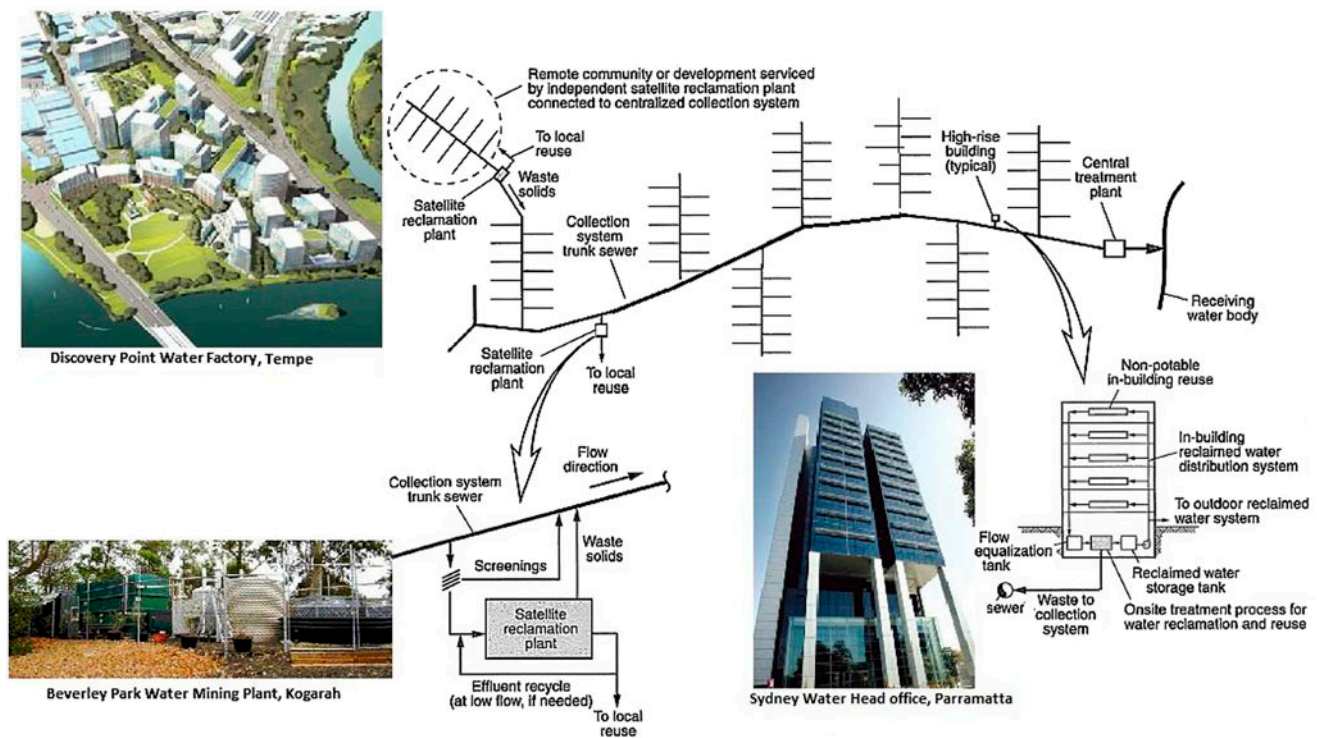 Remote community or development serviced
by independent satellite reclamation plant
connected to centralized collection system
To local
reuse
Waste
solids
Satellite
reclamation
plant
Collection
system
trunk sewer
High-rise
building
(typical)
Central
treatment
plant
Receiving
water body
Satellite
reclamation
plant
To local
reuse
Discovery Point Water Factory, Tempe
Non-potable
in-building reuse
In-building
reclaimed water
distribution system
To outdoor reclaimed
water system
Flow
equalization
tank
Reclaimed water
storage tank
sewer
Waste to
collection
system
Onsite treatment process for
water reclamation and reuse
Flow
direction
Collection system
trunk sewer
Screenings
Waste
solids
Satellite
reclamation
plant
Effluent recycle
(at low flow, if needed)
To local
reuse
Beverley Park Water Mining Plant, Kogarah
Sydney Water Head office, Parramatta